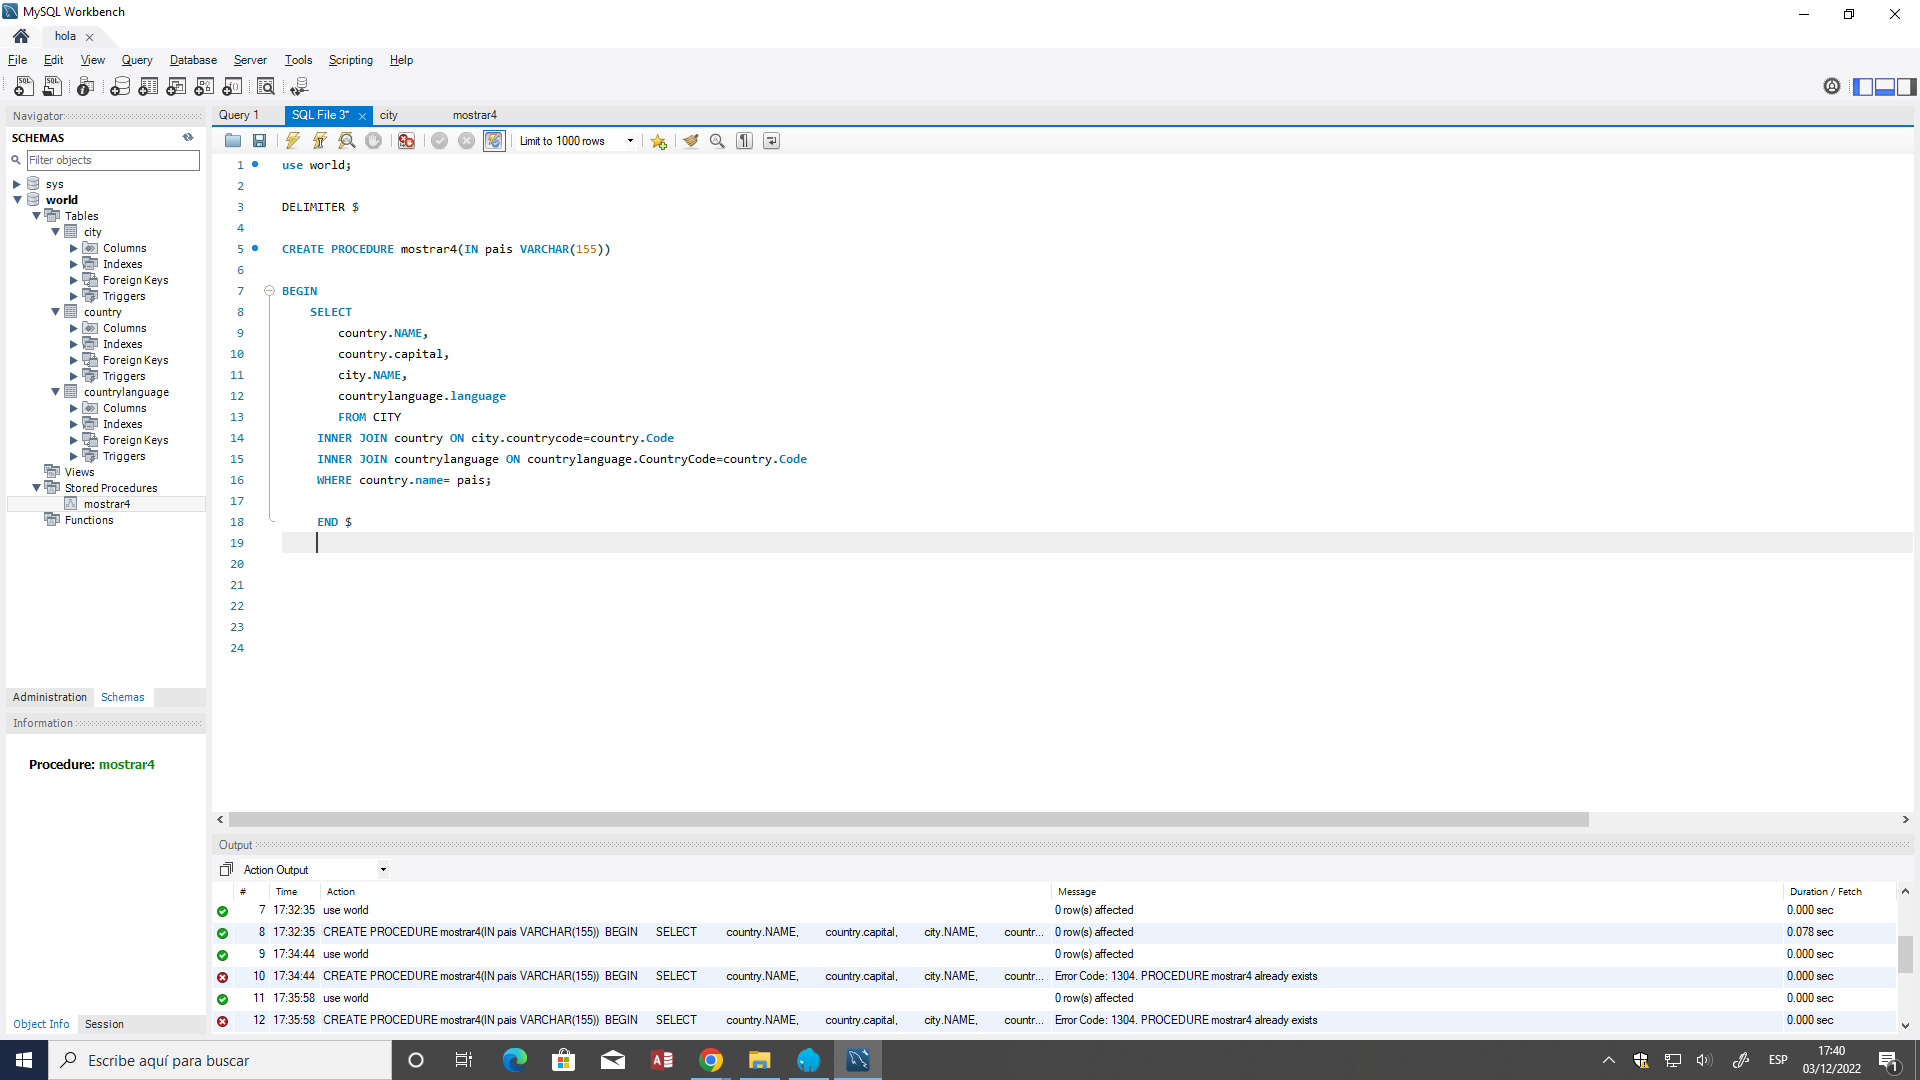 MySQL Workbench
hola
File Edit View Query Database Server Tools Scripting Help
Navigator
SCHEMAS
Filter objects
sys
world
Tables
city
Columns
Indexes
Foreign Keys
Triggers
country
Columns
Indexes
Foreign Keys
Triggers
countrylanguage
Columns
Indexes
Foreign Keys
Triggers
Views
Stored Procedures
mostrar4
Functions
Administration Schemas
Information
Procedure: mostrar4
Object Info Session
Query 1 SQL File 3* city mostrar4
Limit to 1000 rows
1 use world;
2
3 DELIMITER $
4
5 CREATE PROCEDURE mostrar4(IN pais VARCHAR(155))
6
7 BEGIN
8 SELECT
9 country.NAME,
10 country.capital,
11 city.NAME,
12 countrylanguage.language
13 FROM CITY
14 INNER JOIN country ON city.countrycode=country.Code
15 INNER JOIN countrylanguage ON countrylanguage.CountryCode=country.Code
16 WHERE country.name= pais;
17
18 END $
19
20
21
22
23
24
Output
Action Output
# Time Action Message Duration / Fetch
7 17:32:35 use world 0 row(s) affected 0.000 sec
8 17:32:35 CREATE PROCEDURE mostrar4(IN pais VARCHAR(155)) BEGIN SELECT country.NAME, country.capital, city.NAME, countr... 0 row(s) affected 0.078 sec
9 17:34:44 use world 0 row(s) affected 0.000 sec
10 17:34:44 CREATE PROCEDURE mostrar4(IN pais VARCHAR(155)) BEGIN SELECT country.NAME, country.capital, city.NAME, countr... Error Code: 1304. PROCEDURE mostrar4 already exists 0.000 sec
11 17:35:58 use world 0 row(s) affected 0.000 sec
12 17:35:58 CREATE PROCEDURE mostrar4(IN pais VARCHAR(155)) BEGIN SELECT country.NAME, country.capital, city.NAME, countr... Error Code: 1304. PROCEDURE mostrar4 already exists 0.000 sec
Escribe aquí para buscar
ESP
17:40
03/12/2022
1